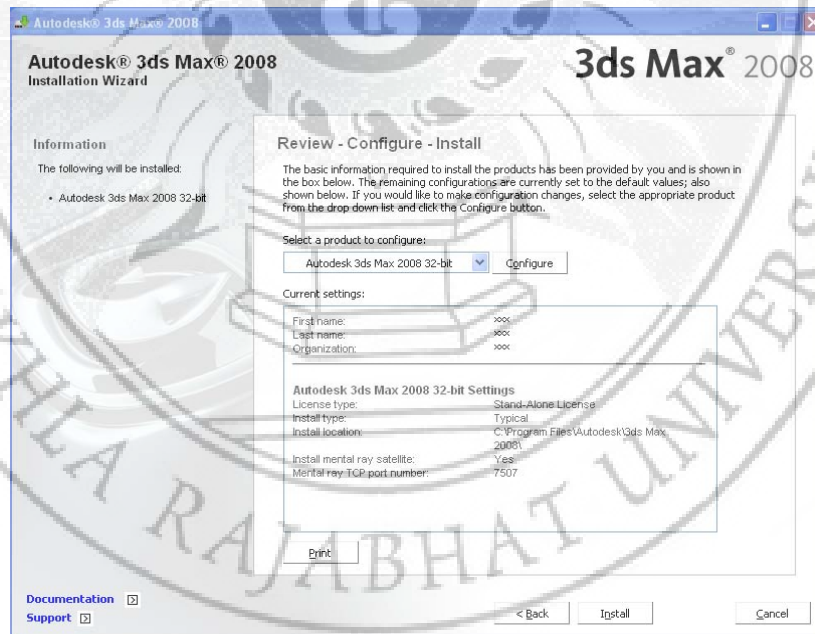 Autodesk® 3ds Max® 2008
Autodesk® 3ds Max® 2008
Installation Wizard
3ds Max® 2008
Information
The following will be installed:
• Autodesk 3ds Max 2008 32-bit
Review - Configure - Install
The basic information required to install the products has been provided by you and is shown in
the box below. The remaining configurations are currently set to the default values; also
shown below. If you would like to make configuration changes, select the appropriate product
from the drop down list and click the Configure button.
Select a product to configure:
Autodesk 3ds Max 2008 32-bit Configure
Current settings:
First name: xxx
Last name: xxx
Organization: xxx
Autodesk 3ds Max 2008 32-bit Settings
License type: Stand-Alone License
Install type: Typical
Install location: C:\Program Files\Autodesk\3ds Max
2008\
Install mental ray satellite: Yes
Mental ray TCP port number: 7507
Print
Documentation
Support
< Back Install Cancel
RAJABHAT